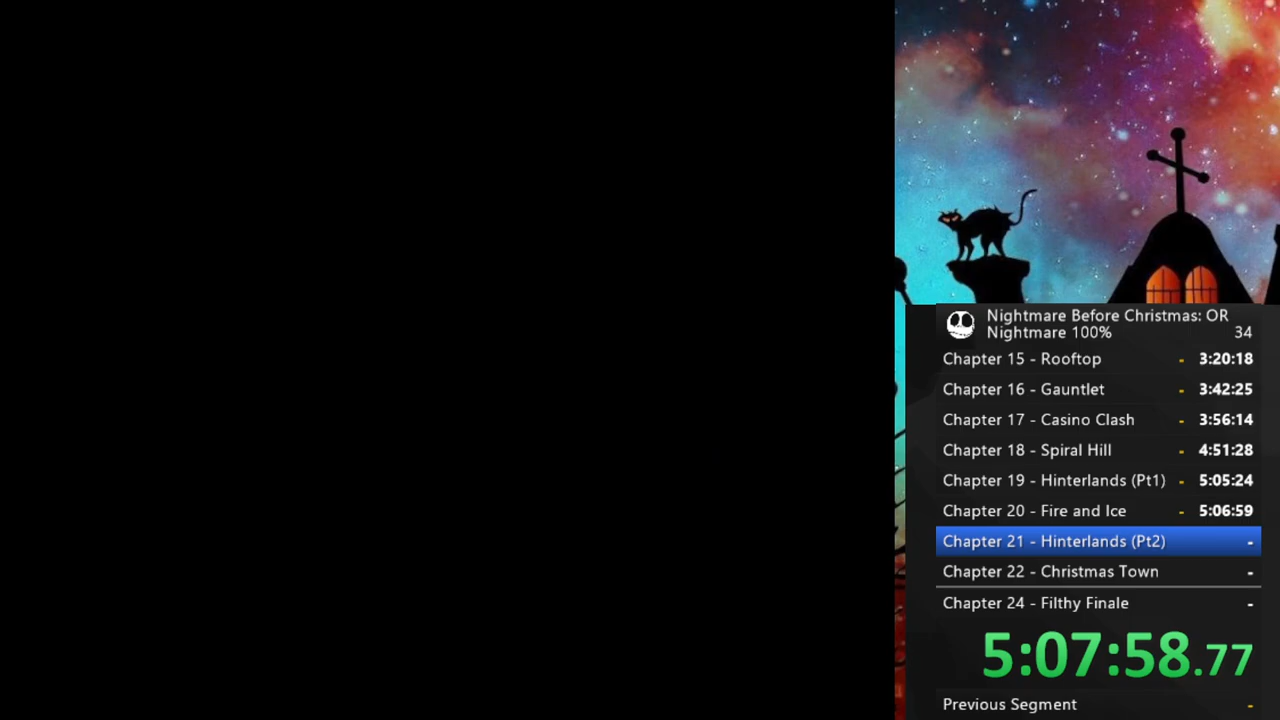 Nightmare Before Christmas: OR
Nightmare 100% 34
Chapter 15 - Rooftop - 3:20:18
Chapter 16 - Gauntlet - 3:42:25
Chapter 17 - Casino Clash - 3:56:14
Chapter 18 - Spiral Hill - 4:51:28
Chapter 19 - Hinterlands (Pt1) - 5:05:24
Chapter 20 - Fire and Ice - 5:06:59
Chapter 21 - Hinterlands (Pt2) -
Chapter 22 - Christmas Town -
Chapter 24 - Filthy Finale -
5:07:58.77
Previous Segment -